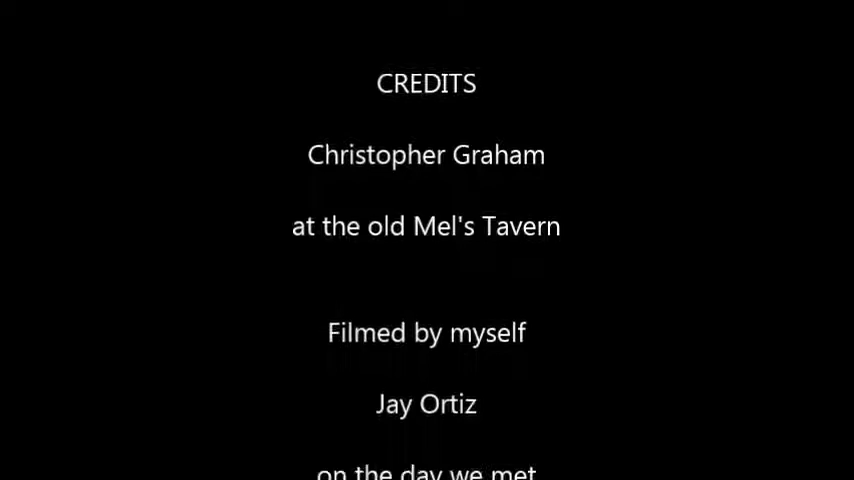 CREDITS
Christopher Graham
at the old Mel's Tavern
Filmed by myself
Jay Ortiz
on the day we met